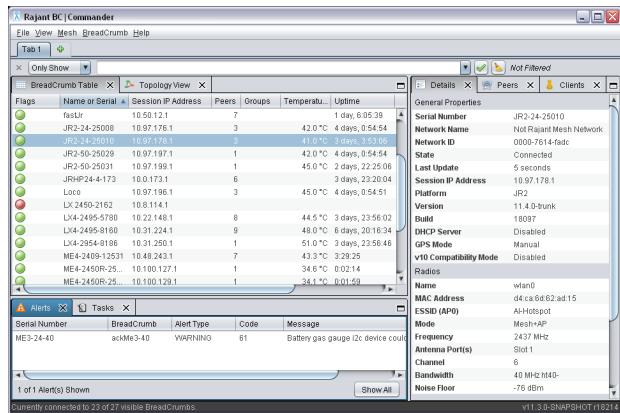 Rajant BC|Commander
File View Mesh BreadCrumb Help
Tab 1
Only Show
Not Filtered
BreadCrumb Table
Topology View
Flags Name or Serial Session IP Address Peers Groups Temperatu... Uptime
fastJr 10.50.12.1 7 1 day, 6:05:39
JR2-24-25008 10.97.176.1 3 42.0 °C 4 days, 0:54:54
JR2-24-25010 10.97.178.1 3 41.0 °C 3 days, 3:53:06
JR2-50-25029 10.97.197.1 1 42.0 °C 4 days, 0:54:54
JR2-50-25031 10.97.199.1 1 45.0 °C 2 days, 22:25:06
JRHP24-4-173 10.0.173.1 6 3 days, 23:20:04
Loco 10.97.196.1 3 45.0 °C 4 days, 0:54:51
LX 2450-2162 10.8.114.1
LX4-2495-5780 10.22.148.1 8 44.5 °C 3 days, 23:56:02
LX4-2495-8160 10.31.224.1 9 48.0 °C 6 days, 20:16:34
LX4-2954-8186 10.31.250.1 1 51.0 °C 3 days, 23:56:46
ME4-2409-12531 10.48.243.1 7 43.3 °C 3:29:25
ME4-2450R-25... 10.100.127.1 1 34.6 °C 0:02:14
ME4-2450R-25... 10.100.129.1 1 34.1 °C 0:01:59
Alerts
Tasks
Serial Number BreadCrumb Alert Type Code Message
ME3-24-40 ackMe3-40 WARNING 61 Battery gas gauge i2c device could
1 of 1 Alert(s) Shown
Show All
Details
Peers
Clients
General Properties
Serial Number JR2-24-25010
Network Name Not Rajant Mesh Network
Network ID 0000-7614-fadc
State Connected
Last Update 5 seconds
Session IP Address 10.97.178.1
Platform JR2
Version 11.4.0-trunk
Build 18097
DHCP Server Disabled
GPS Mode Manual
v10 Compatibility Mode Disabled
Radios
Name wlan0
MAC Address d4:ca:6d:62:ad:15
ESSID (AP0) Al-Hotspot
Mode Mesh+AP
Frequency 2437 MHz
Antenna Port(s) Slot 1
Channel 6
Bandwidth 40 MHz ht40-
Noise Floor -76 dBm
Currently connected to 23 of 27 visible BreadCrumbs.
v11.3.0-SNAPSHOT r18214